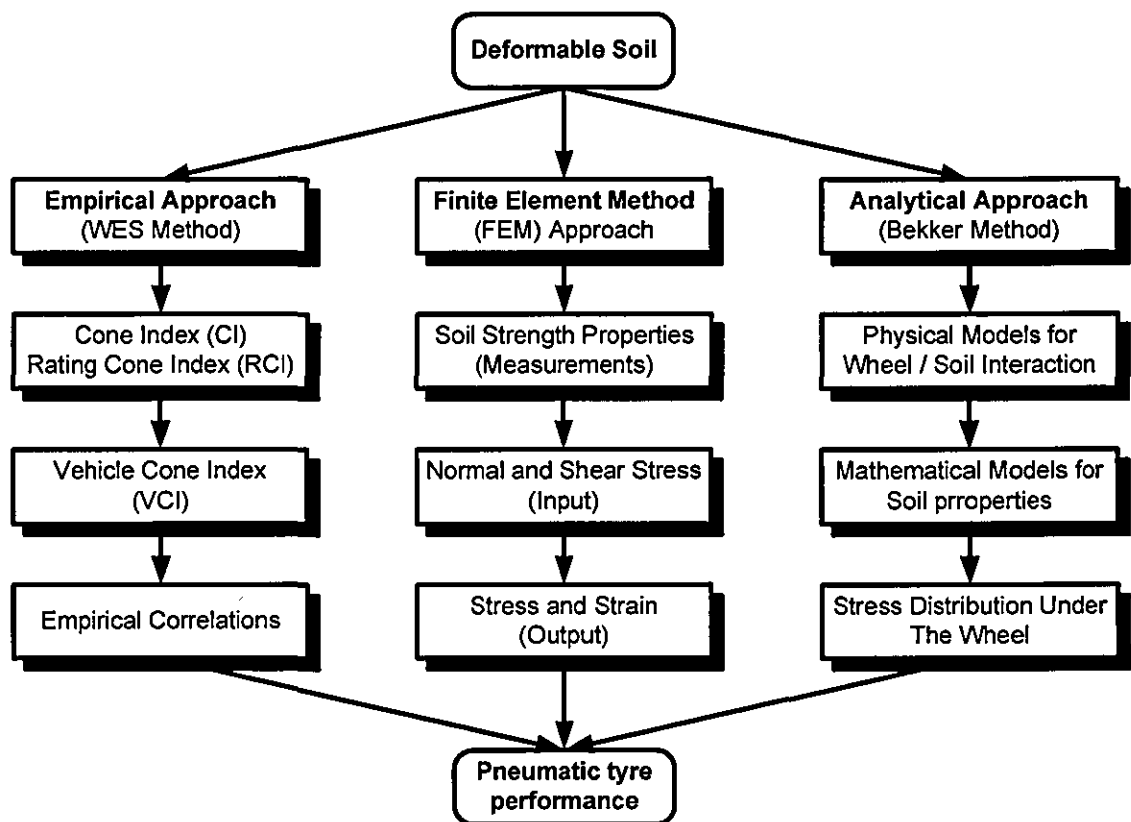 Deformable Soil
Empirical Approach
(WES Method)
Finite Element Method
(FEM) Approach
Analytical Approach
(Bekker Method)
Cone Index (CI)
Rating Cone Index (RCI)
Soil Strength Properties
(Measurements)
Physical Models for
Wheel / Soil Interaction
Vehicle Cone Index
(VCI)
Normal and Shear Stress
(Input)
Mathematical Models for
Soil prroperties
Empirical Correlations
Stress and Strain
(Output)
Stress Distribution Under
The Wheel
Pneumatic tyre
performance